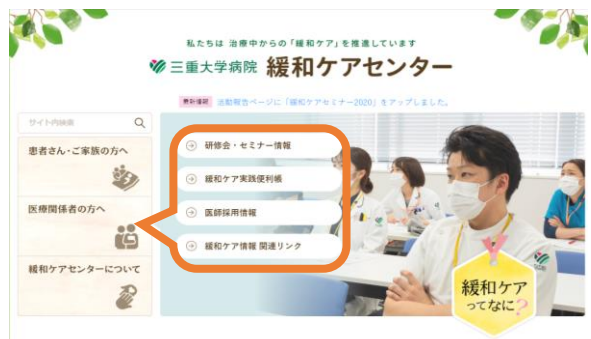 私たちは 治療中からの「緩和ケア」を推進しています
三重大学病院 緩和ケアセンター
更新情報 活動報告ページに「緩和ケアセミナー2020」をアップしました。
サイト内検索
患者さん・ご家族の方へ
医療関係者の方へ
緩和ケアセンターについて
研修会・セミナー情報
緩和ケア実践便利帳
医師採用情報
緩和ケア情報 関連リンク
緩和ケア
ってなに?